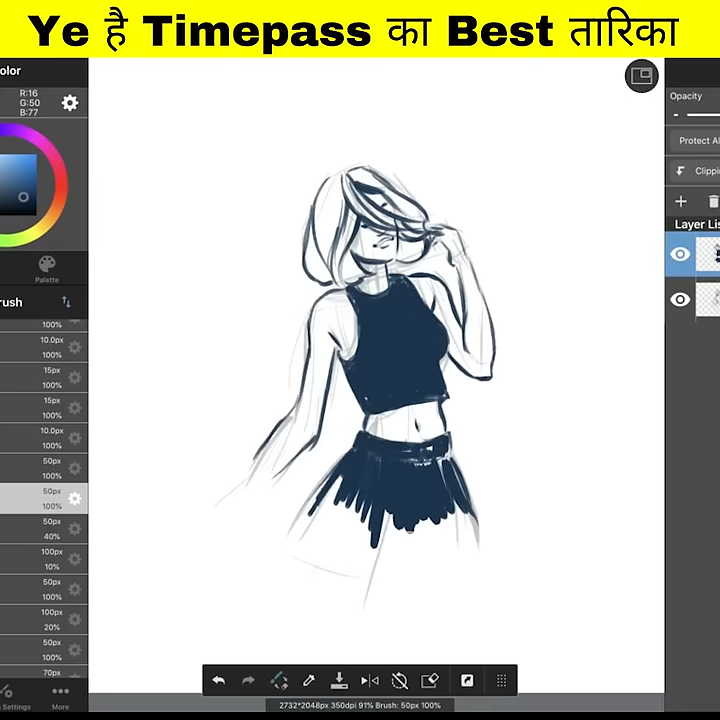 Ye है Timepass का Best तारिका
olor
R:16
G:50
B:77
Palette
rush
100%
10.0px
100%
15px
100%
15px
100%
10.0px
100%
50px
100%
50px
100%
50px
40%
100px
10%
50px
100%
100px
20%
50px
100%
70px
Settings
More
Opacity
Protect Al
Clippi
Layer Lis
2732*2048px 350dpi 91% Brush: 50px 100%